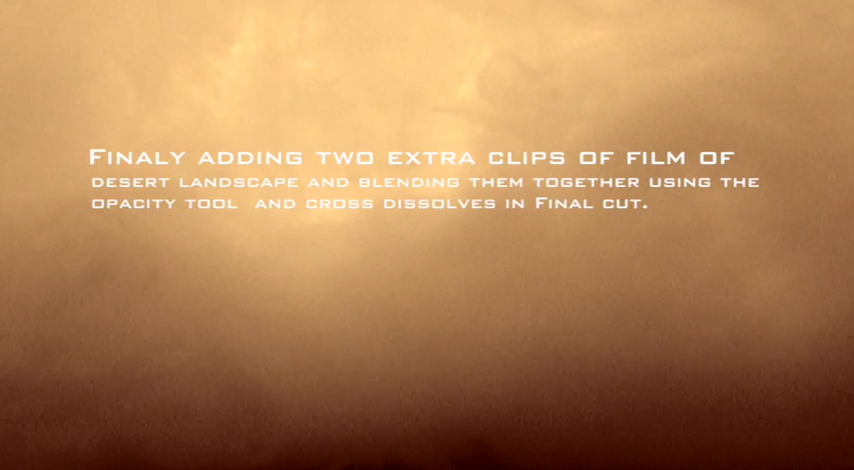 Finaly adding two extra clips of film of
desert landscape and blending them together using the
opacity tool  and cross dissolves in Final cut.